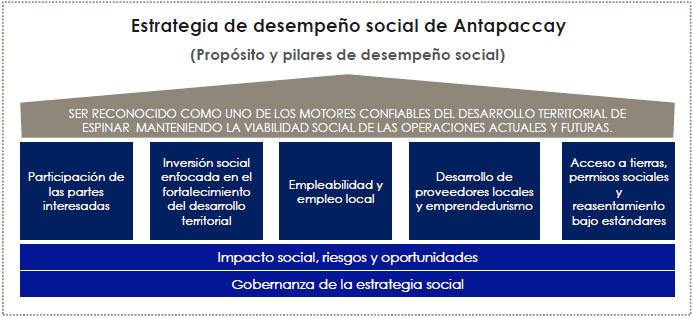 Estrategia de desempeño social de Antapaccay
(Propósito y pilares de desempeño social)
SER RECONOCIDO COMO UNO DE LOS MOTORES CONFIABLES DEL DESARROLLO TERRITORIAL DE
ESPINAR MANTENIENDO LA VIABILIDAD SOCIAL DE LAS OPERACIONES ACTUALES Y FUTURAS.
Participación de
las partes
interesadas
Inversión social
enfocada en el
fortalecimiento
del desarrollo
territorial
Empleabilidad y
empleo local
Desarrollo de
proveedores locales
y emprendedurismo
Acceso a tierras,
permisos sociales
y
reasentamiento
bajo estándares
Impacto social, riesgos y oportunidades
Gobernanza de la estrategia social